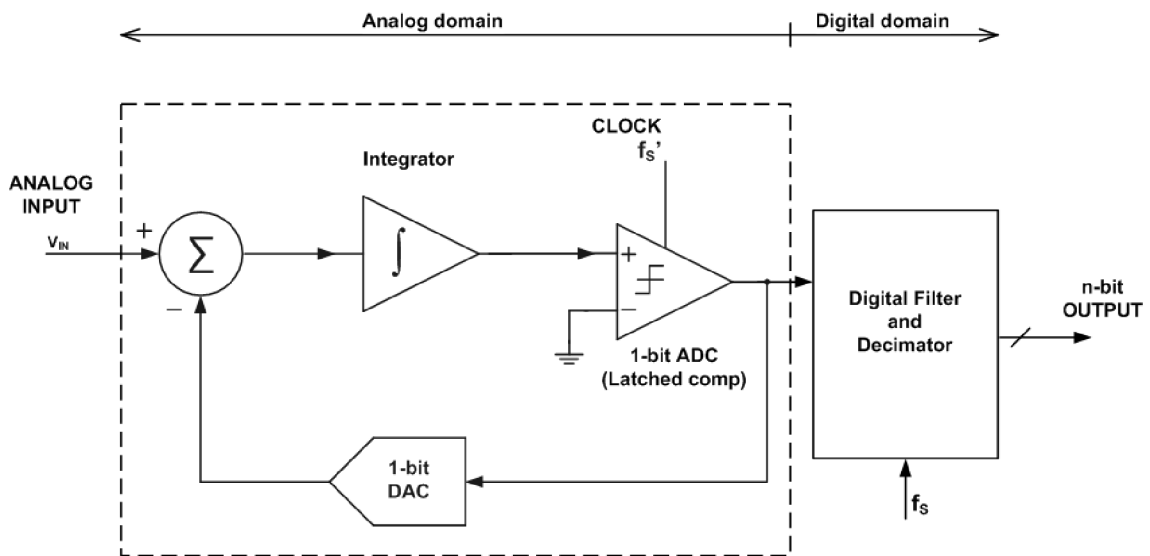 Analog domain
Digital domain
CLOCK
fS'
Integrator
ANALOG
INPUT
VIN
+
Σ
−
∫
+
−
1-bit ADC
(Latched comp)
Digital Filter
and
Decimator
n-bit
OUTPUT
1-bit
DAC
fS